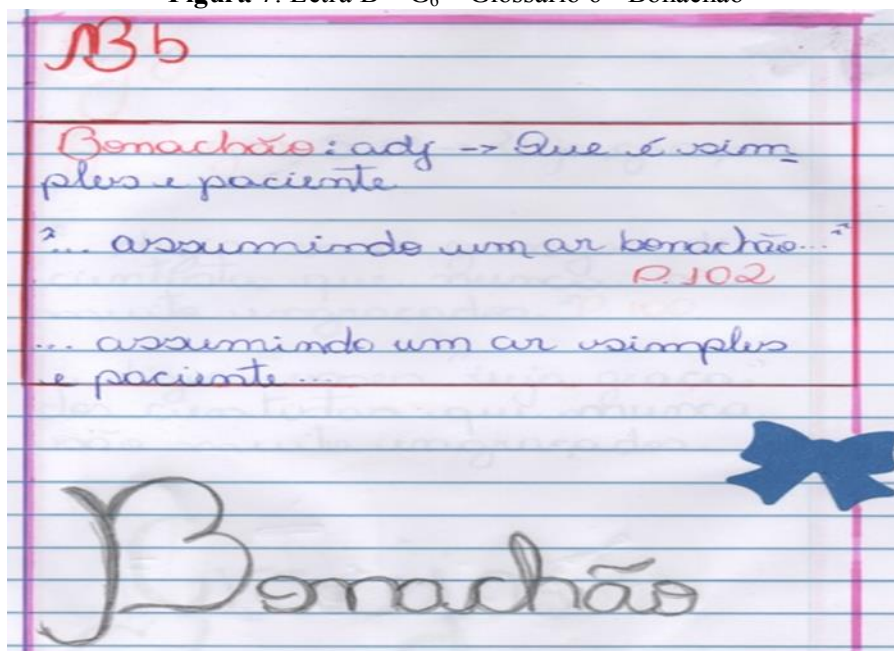 Figura 7: Letra B – G6 – Glossário 6 – Bonachão
B b
Bonachão: adj -> Que é sim
ples e paciente
"... assumindo um ar bonachão..."
P. 102
... assumindo um ar simples
e paciente...
Bonachão